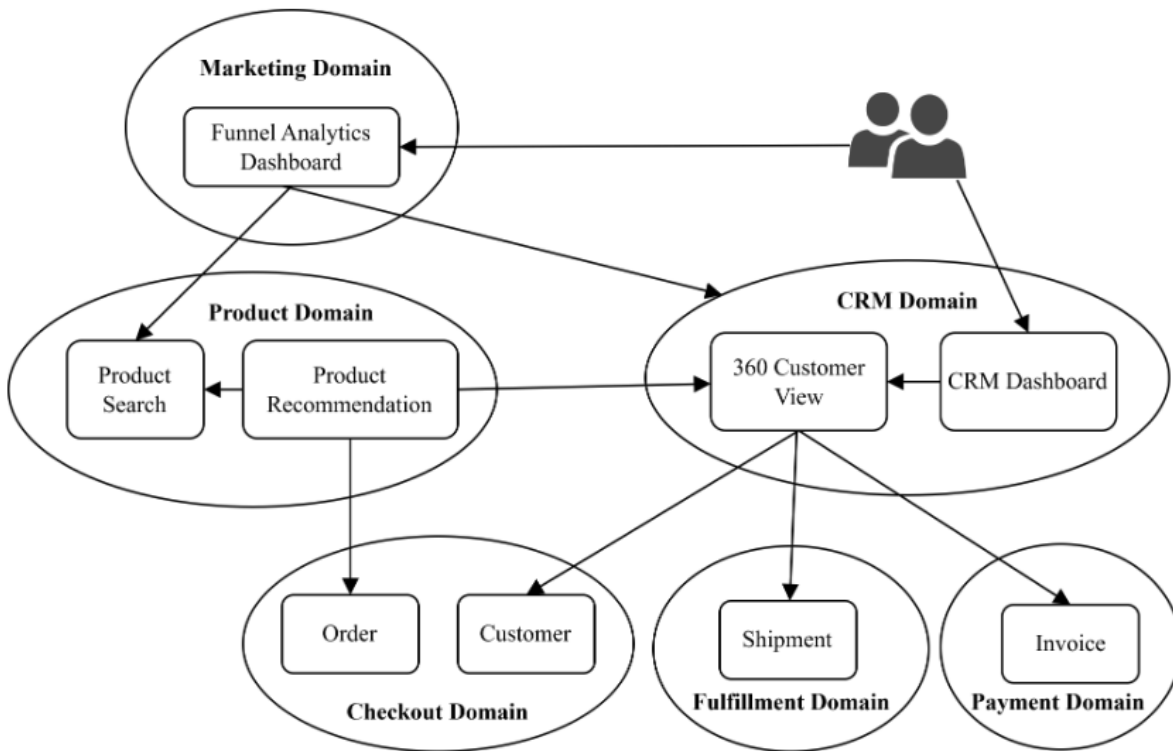 Marketing Domain
Funnel Analytics
Dashboard
Product Domain
Product
Search
Product
Recommendation
CRM Domain
360 Customer
View
CRM Dashboard
Order
Customer
Checkout Domain
Shipment
Fulfillment Domain
Invoice
Payment Domain